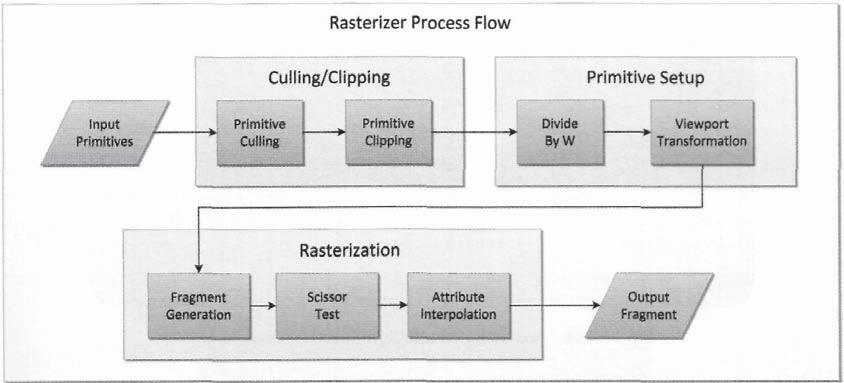 Rasterizer Process Flow
Culling/Clipping
Primitive Setup
Input
Primitives
Primitive
Culling
Primitive
Clipping
Divide
By W
Viewport
Transformation
Rasterization
Fragment
Generation
Scissor
Test
Attribute
Interpolation
Output
Fragment